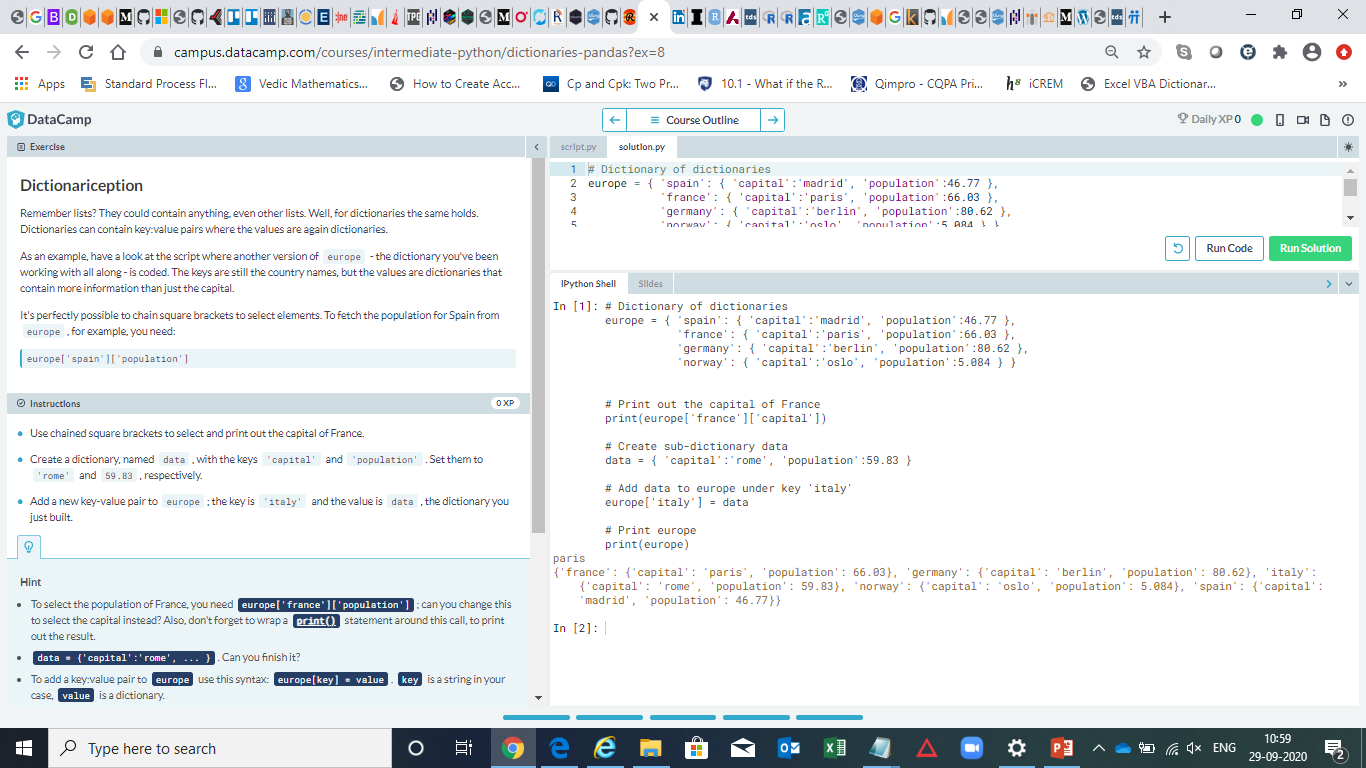 campus.datacamp.com/courses/intermediate-python/dictionaries-pandas?ex=8
Apps
Standard Process Fl...
Vedic Mathematics...
How to Create Acc...
Cp and Cpk: Two Pr...
10.1 - What if the R...
Qimpro - CQPA Pri...
iCREM
Excel VBA Dictionar...
»
DataCamp
Course Outline
Daily XP 0
Exercise
script.py
solution.py
Dictionariception
Remember lists? They could contain anything, even other lists. Well, for dictionaries the same holds.
Dictionaries can contain key:value pairs where the values are again dictionaries.
As an example, have a look at the script where another version of europe - the dictionary you've been
working with all along - is coded. The keys are still the country names, but the values are dictionaries that
contain more information than just the capital.
It's perfectly possible to chain square brackets to select elements. To fetch the population for Spain from
europe , for example, you need:
europe['spain']['population']
Instructions
0 XP
Use chained square brackets to select and print out the capital of France.
Create a dictionary, named data , with the keys 'capital' and 'population' . Set them to
'rome' and 59.83 , respectively.
Add a new key-value pair to europe ; the key is 'italy' and the value is data , the dictionary you
just built.
Hint
To select the population of France, you need europe['france']['population'] ; can you change this
to select the capital instead? Also, don't forget to wrap a print() statement around this call, to print
out the result.
data = {'capital':'rome', ... } . Can you finish it?
To add a key:value pair to europe use this syntax: europe[key] = value . key is a string in your
case, value is a dictionary.
1 # Dictionary of dictionaries
2 europe = { 'spain': { 'capital':'madrid', 'population':46.77 },
3 'france': { 'capital':'paris', 'population':66.03 },
4 'germany': { 'capital':'berlin', 'population':80.62 },
5 'norway': { 'capital':'oslo', 'population':5.084 } }
Run Code
Run Solution
IPython Shell
Slides
In [1]: # Dictionary of dictionaries
europe = { 'spain': { 'capital':'madrid', 'population':46.77 },
'france': { 'capital':'paris', 'population':66.03 },
'germany': { 'capital':'berlin', 'population':80.62 },
'norway': { 'capital':'oslo', 'population':5.084 } }
# Print out the capital of France
print(europe['france']['capital'])
# Create sub-dictionary data
data = { 'capital':'rome', 'population':59.83 }
# Add data to europe under key 'italy'
europe['italy'] = data
# Print europe
print(europe)
paris
{'france': {'capital': 'paris', 'population': 66.03}, 'germany': {'capital': 'berlin', 'population': 80.62}, 'italy':
{'capital': 'rome', 'population': 59.83}, 'norway': {'capital': 'oslo', 'population': 5.084}, 'spain': {'capital':
'madrid', 'population': 46.77}}
In [2]:
Type here to search
ENG
10:59
29-09-2020
2